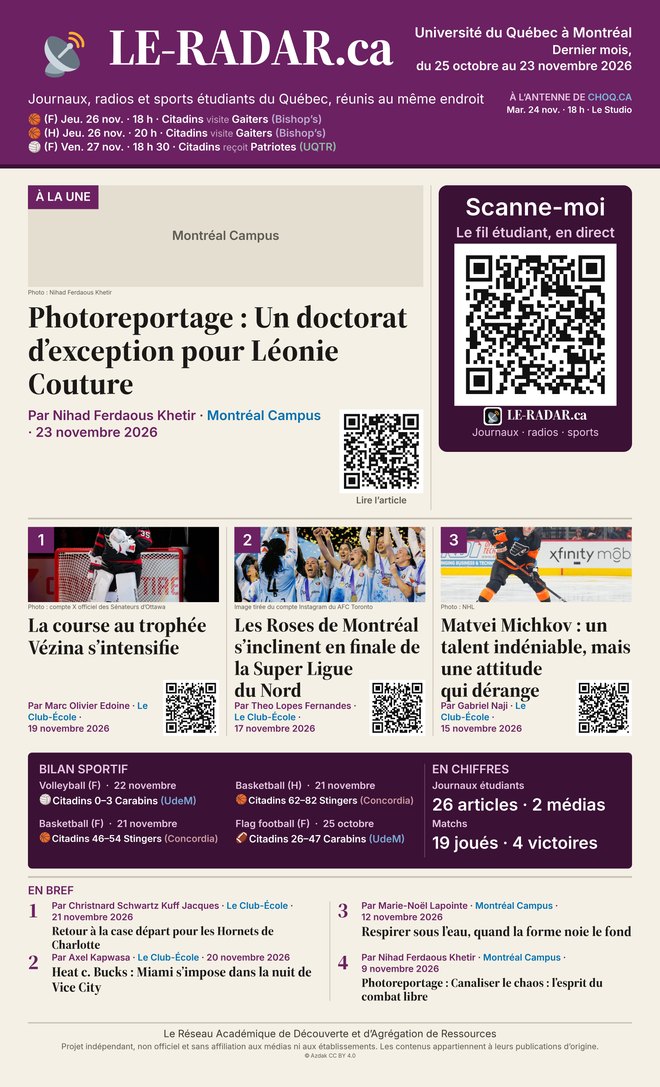 LE-RADAR.ca
Université du Québec à Montréal
Dernier mois,
du 25 octobre au 23 novembre 2026
Journaux, radios et sports étudiants du Québec, réunis au même endroit
À L'ANTENNE DE CHOQ.CA
Mar. 24 nov. · 18 h · Le Studio
(F) Jeu. 26 nov. · 18 h · Citadins visite Gaiters (Bishop's)
(H) Jeu. 26 nov. · 20 h · Citadins visite Gaiters (Bishop's)
(F) Ven. 27 nov. · 18 h 30 · Citadins reçoit Patriotes (UQTR)
À LA UNE
Montréal Campus
Photo : Nihad Ferdaous Khetir
Photoreportage : Un doctorat
d'exception pour Léonie
Couture
Par Nihad Ferdaous Khetir · Montréal Campus
· 23 novembre 2026
Lire l'article
Scanne-moi
Le fil étudiant, en direct
LE-RADAR.ca
Journaux · radios · sports
1
Photo : compte X officiel des Sénateurs d'Ottawa
La course au trophée
Vézina s'intensifie
Par Marc Olivier Edoine · Le
Club-École ·
19 novembre 2026
2
Image tirée du compte Instagram du AFC Toronto
Les Roses de Montréal
s'inclinent en finale de
la Super Ligue
du Nord
Par Theo Lopes Fernandes ·
Le Club-École ·
17 novembre 2026
3
xfinity mob
Photo : NHL
Matvei Michkov : un
talent indéniable, mais
une attitude
qui dérange
Par Gabriel Naji · Le
Club-École ·
15 novembre 2026
BILAN SPORTIF
Volleyball (F) · 22 novembre
Citadins 0–3 Carabins (UdeM)
Basketball (H) · 21 novembre
Citadins 62–82 Stingers (Concordia)
Basketball (F) · 21 novembre
Citadins 46–54 Stingers (Concordia)
Flag football (F) · 25 octobre
Citadins 26–47 Carabins (UdeM)
EN CHIFFRES
Journaux étudiants
26 articles · 2 médias
Matchs
19 joués · 4 victoires
EN BREF
1
Par Christnard Schwartz Kuff Jacques · Le Club-École ·
21 novembre 2026
Retour à la case départ pour les Hornets de
Charlotte
2
Par Axel Kapwasa · Le Club-École · 20 novembre 2026
Heat c. Bucks : Miami s'impose dans la nuit de
Vice City
3
Par Marie-Noël Lapointe · Montréal Campus ·
12 novembre 2026
Respirer sous l'eau, quand la forme noie le fond
4
Par Nihad Ferdaous Khetir · Montréal Campus ·
9 novembre 2026
Photoreportage : Canaliser le chaos : l'esprit du
combat libre
Le Réseau Académique de Découverte et d'Agrégation de Ressources
Projet indépendant, non officiel et sans affiliation aux médias ni aux établissements. Les contenus appartiennent à leurs publications d'origine.
© Azdak CC BY 4.0